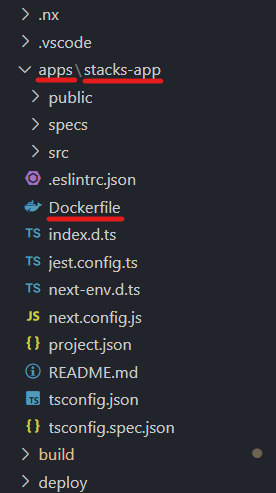 .nx
.vscode
apps\stacks-app
public
specs
src
.eslintrc.json
Dockerfile
TS index.d.ts
TS jest.config.ts
TS next-env.d.ts
JS next.config.js
{} project.json
README.md
TS tsconfig.json
{} tsconfig.spec.json
build
deploy